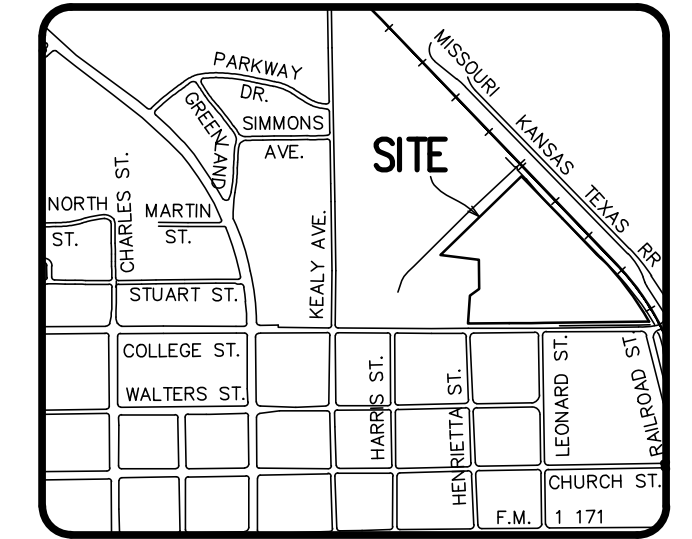 MISSOURI KANSAS TEXAS RR
PARKWAY
DR.
GREENLAND
SIMMONS
AVE.
SITE
CHARLES ST.
NORTH
ST.
MARTIN
ST.
KEALY AVE.
STUART ST.
COLLEGE ST.
WALTERS ST.
HARRIS ST.
HENRIETTA ST.
LEONARD ST.
RAILROAD ST.
CHURCH ST.
F.M. 1 171